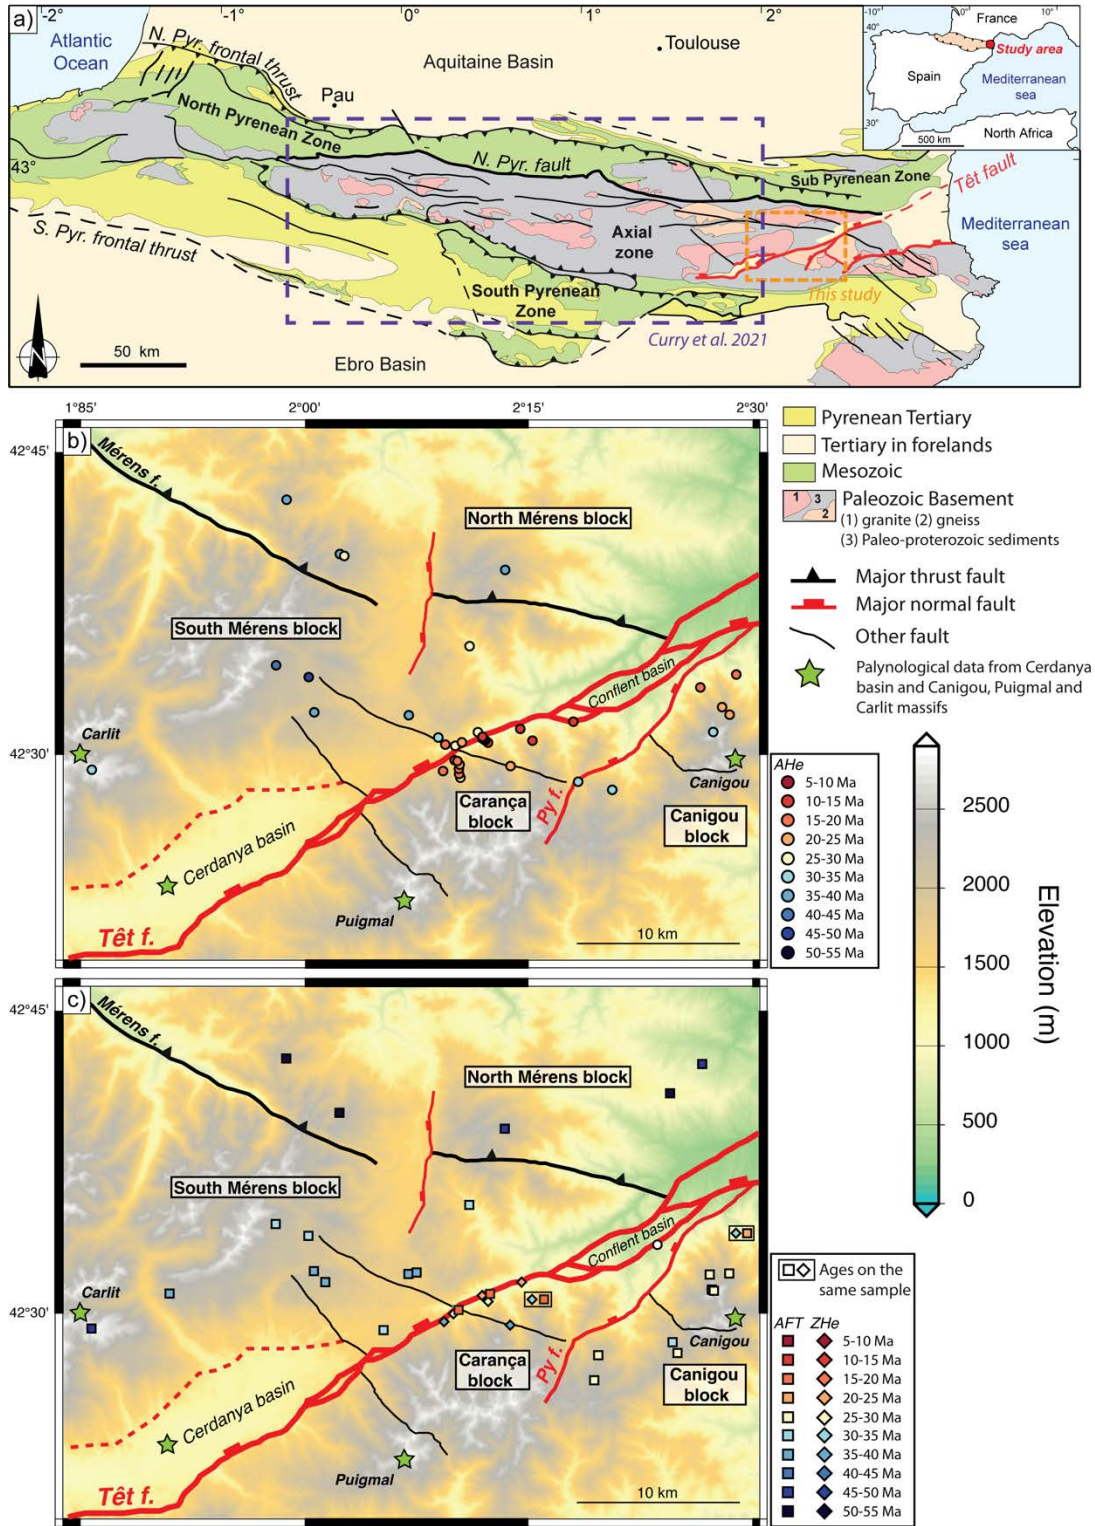 a)
-2°
-1°
0°
1°
2°
-10°
0°
10°
40°
30°
43°
Atlantic
Ocean
N. Pyr. frontal thrust
Aquitaine Basin
Toulouse
Pau
North Pyrenean Zone
N. Pyr. fault
Sub Pyrenean Zone
Têt fault
Mediterranean
sea
S. Pyr. frontal thrust
Axial
zone
South Pyrenean
Zone
This study
Curry et al. 2021
Ebro Basin
N
50 km
France
Study area
Spain
Mediterranean
sea
North Africa
500 km
1°85'
2°00'
2°15'
2°30'
b)
42°45'
42°30'
Mérens f.
North Mérens block
South Mérens block
Conflent basin
Carlit
Canigou
Py f.
Carança
block
Canigou
block
Cerdanya basin
Puigmal
Têt f.
10 km
Pyrenean Tertiary
Tertiary in forelands
Mesozoic
1 3
2
Paleozoic Basement
(1) granite (2) gneiss
(3) Paleo-proterozoic sediments
Major thrust fault
Major normal fault
Other fault
Palynological data from Cerdanya
basin and Canigou, Puigmal and
Carlit massifs
AHe
5-10 Ma
10-15 Ma
15-20 Ma
20-25 Ma
25-30 Ma
30-35 Ma
35-40 Ma
40-45 Ma
45-50 Ma
50-55 Ma
2500
2000
1500
1000
500
0
Elevation (m)
c)
42°45'
42°30'
Mérens f.
North Mérens block
South Mérens block
Conflent basin
Carlit
Canigou
Py f.
Carança
block
Canigou
block
Cerdanya basin
Puigmal
Têt f.
10 km
Ages on the
same sample
AFT ZHe
5-10 Ma
10-15 Ma
15-20 Ma
20-25 Ma
25-30 Ma
30-35 Ma
35-40 Ma
40-45 Ma
45-50 Ma
50-55 Ma